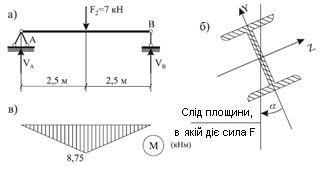 а)
F₂=7 кН
A
B
V_A
V_B
2,5 м
2,5 м
б)
Y
Z
α
Слід площини,
в якій діє сила F
в)
8,75
M
(кНм)